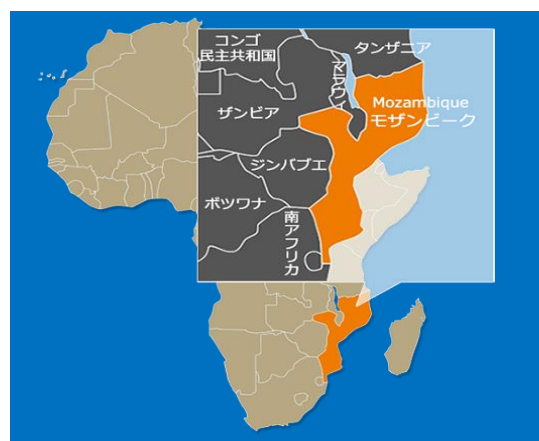 コンゴ
民主共和国
タンザニア
マラウイ
Mozambique
モザンビーク
ザンビア
ジンバブエ
ボツワナ
南アフリカ